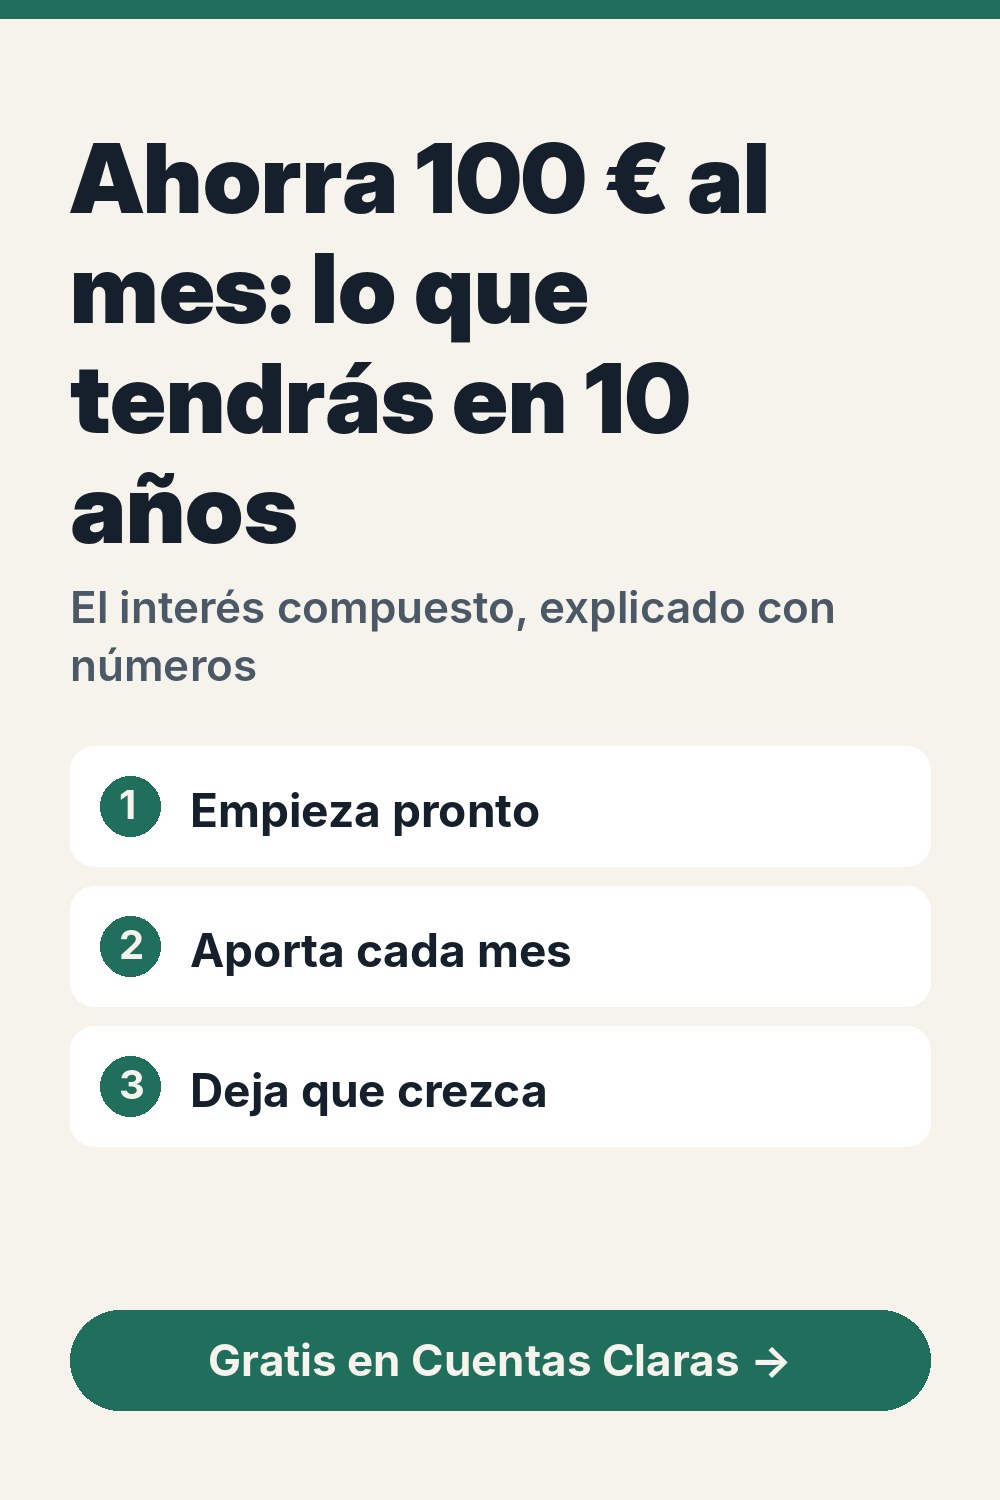 Ahorra 100 € al
mes: lo que
tendrás en 10
años
El interés compuesto, explicado con
números
1 Empieza pronto
2 Aporta cada mes
3 Deja que crezca
Gratis en Cuentas Claras →